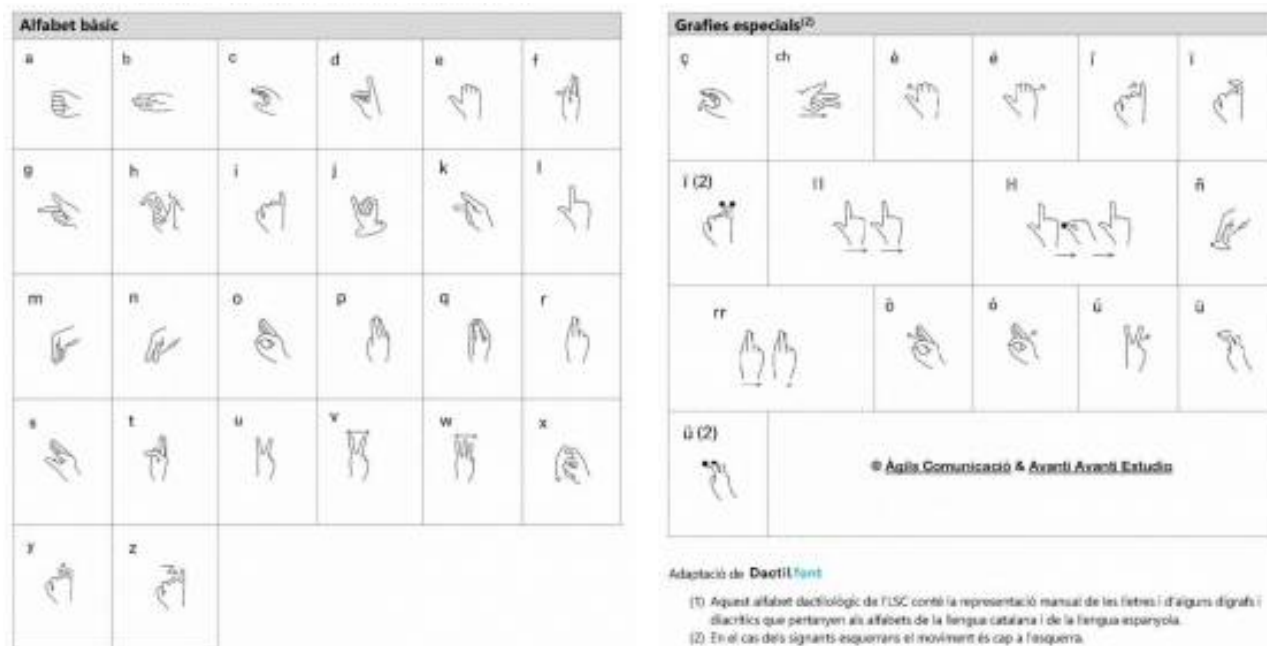 Alfabet bàsic
a b c d e f
g h i j k l
m n o p q r
s t u v w x
y z
Grafies especials(2)
ç ch è é í ï
ï (2) ll l·l ñ
rr ò ó ú ü
ü (2) © Àgils Comunicació & Avanti Avanti Estudio
Adaptació de Dactil.font
(1) Aquest alfabet dactilològic de l'LSC conté la representació manual de les lletres i d'alguns dígrafs i
diacrítics que pertanyen als alfabets de la llengua catalana i de la llengua espanyola.
(2) En el cas dels signants esquerrans el moviment és cap a l'esquerra.